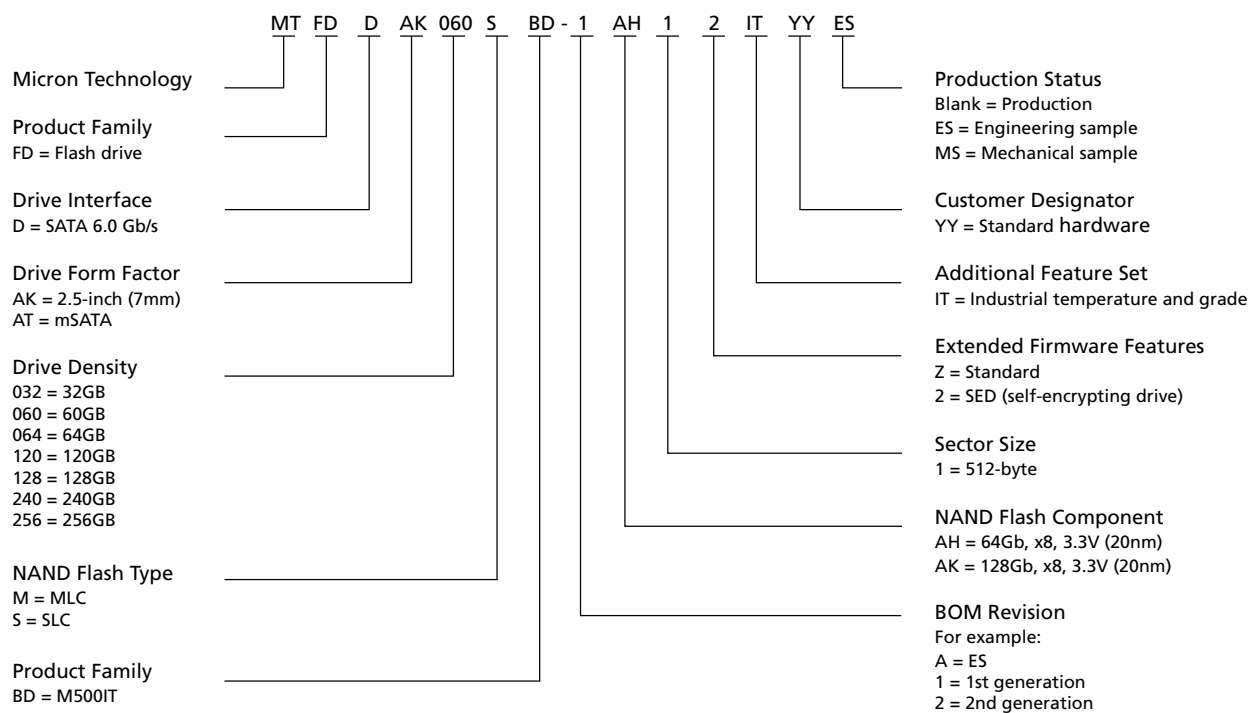 MT FD D AK 060 S BD - 1 AH 1 2 IT YY ES
Micron Technology
Product Family
FD = Flash drive
Drive Interface
D = SATA 6.0 Gb/s
Drive Form Factor
AK = 2.5-inch (7mm)
AT = mSATA
Drive Density
032 = 32GB
060 = 60GB
064 = 64GB
120 = 120GB
128 = 128GB
240 = 240GB
256 = 256GB
NAND Flash Type
M = MLC
S = SLC
Product Family
BD = M500IT
Production Status
Blank = Production
ES = Engineering sample
MS = Mechanical sample
Customer Designator
YY = Standard hardware
Additional Feature Set
IT = Industrial temperature and grade
Extended Firmware Features
Z = Standard
2 = SED (self-encrypting drive)
Sector Size
1 = 512-byte
NAND Flash Component
AH = 64Gb, x8, 3.3V (20nm)
AK = 128Gb, x8, 3.3V (20nm)
BOM Revision
For example:
A = ES
1 = 1st generation
2 = 2nd generation